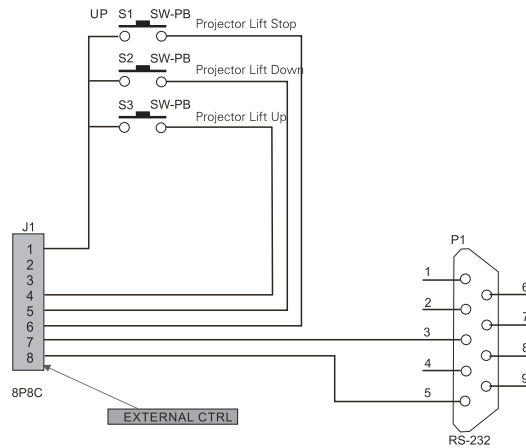 UP S1 SW-PB Projector Lift Stop
S2 SW-PB Projector Lift Down
S3 SW-PB Projector Lift Up
J1
1
2
3
4
5
6
7
8
8P8C
EXTERNAL CTRL
P1
1
6
2
7
3
8
4
9
5
RS-232